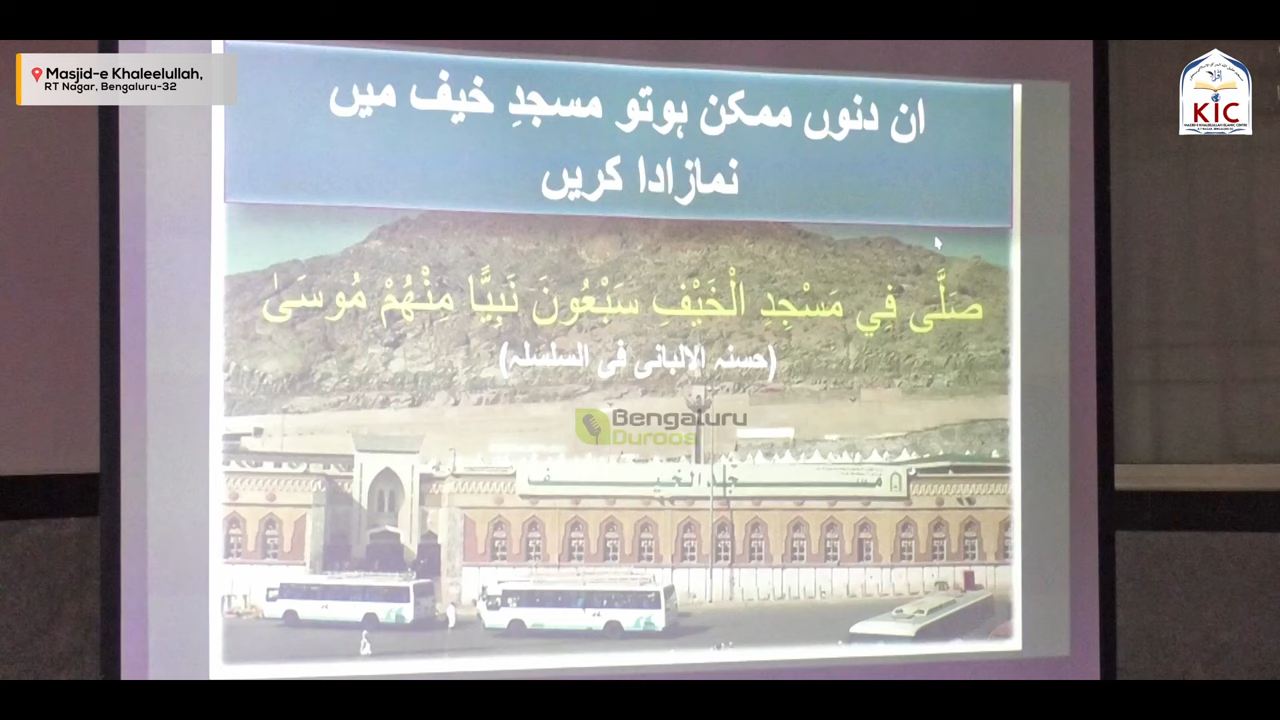 Masjid-e Khaleelullah,
RT Nagar, Bengaluru-32
KIC
ان دنوں ممکن ہوتو مسجدِ خیف میں
نمازادا کریں
صَلَّى فِي مَسْجِدِ الْخَيْفِ سَبْعُونَ نَبِيًّا مِنْهُمْ مُوسَىٰ
(حسنہ الالبانی فی السلسلہ)
Bengaluru
Duroos
مسجد الخيف